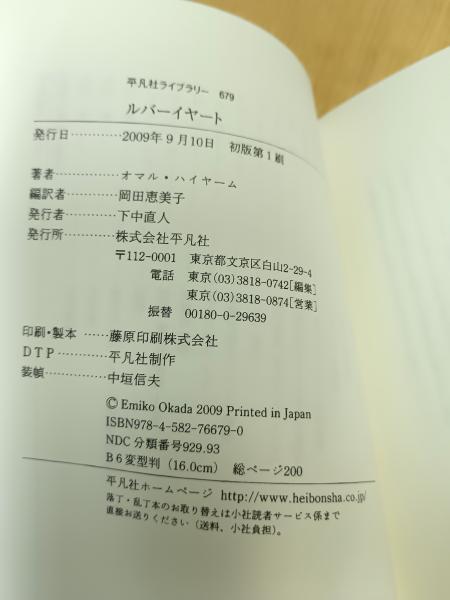 平凡社ライブラリー 679
ルバーイヤート
発行日…………2009年9月10日 初版第1刷
著者……………オマル・ハイヤーム
編訳者…………岡田恵美子
発行者…………下中直人
発行所…………株式会社平凡社
〒112-0001 東京都文京区白山2-29-4
電話 東京(03)3818-0742[編集]
東京(03)3818-0874[営業]
振替 00180-0-29639
印刷・製本……藤原印刷株式会社
DTP…………平凡社制作
装幀……………中垣信夫
© Emiko Okada 2009 Printed in Japan
ISBN978-4-582-76679-0
NDC分類番号929.93
B6変型判(16.0cm) 総ページ200
平凡社ホームページ http://www.heibonsha.co.jp/
落丁・乱丁本のお取り替えは小社読者サービス係まで
直接お送りください(送料、小社負担)。